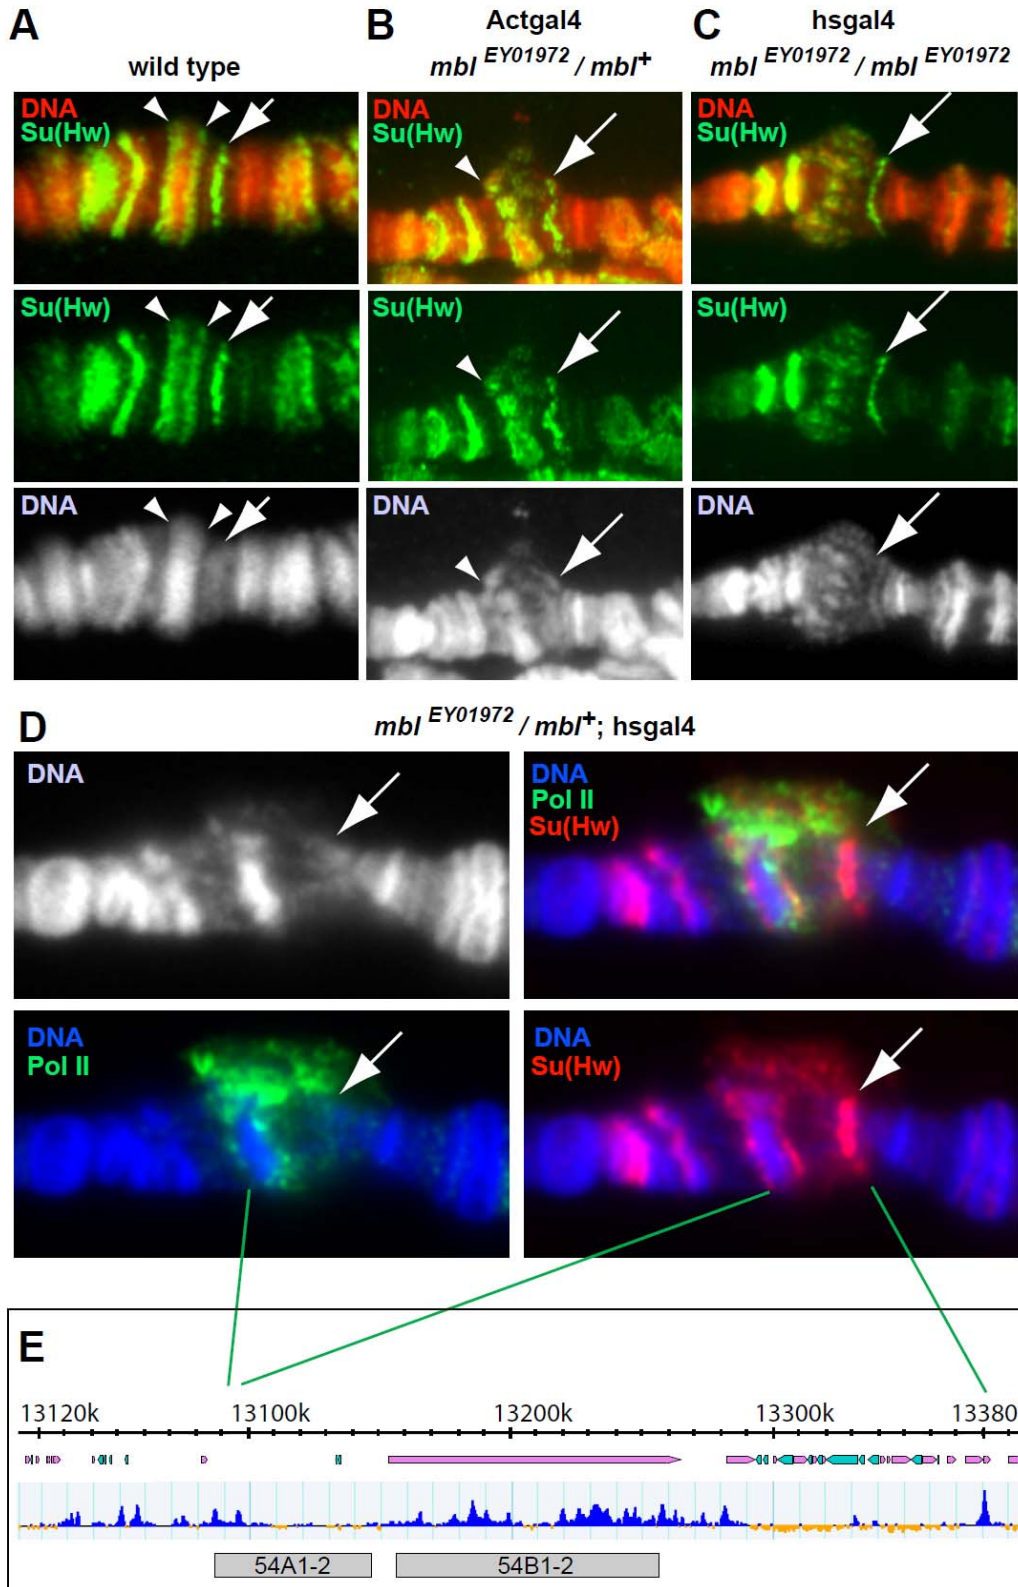 A
wild type
B
Actgal4
mbl EY01972 / mbl+
C
hsgal4
mbl EY01972 / mbl EY01972
DNA
Su(Hw)
DNA
Su(Hw)
DNA
Su(Hw)
Su(Hw)
Su(Hw)
Su(Hw)
DNA
DNA
DNA
D
mbl EY01972 / mbl+; hsgal4
DNA
DNA
Pol II
Su(Hw)
DNA
Pol II
DNA
Su(Hw)
E
13120k 13100k 13200k 13300k 13380
54A1-2 54B1-2